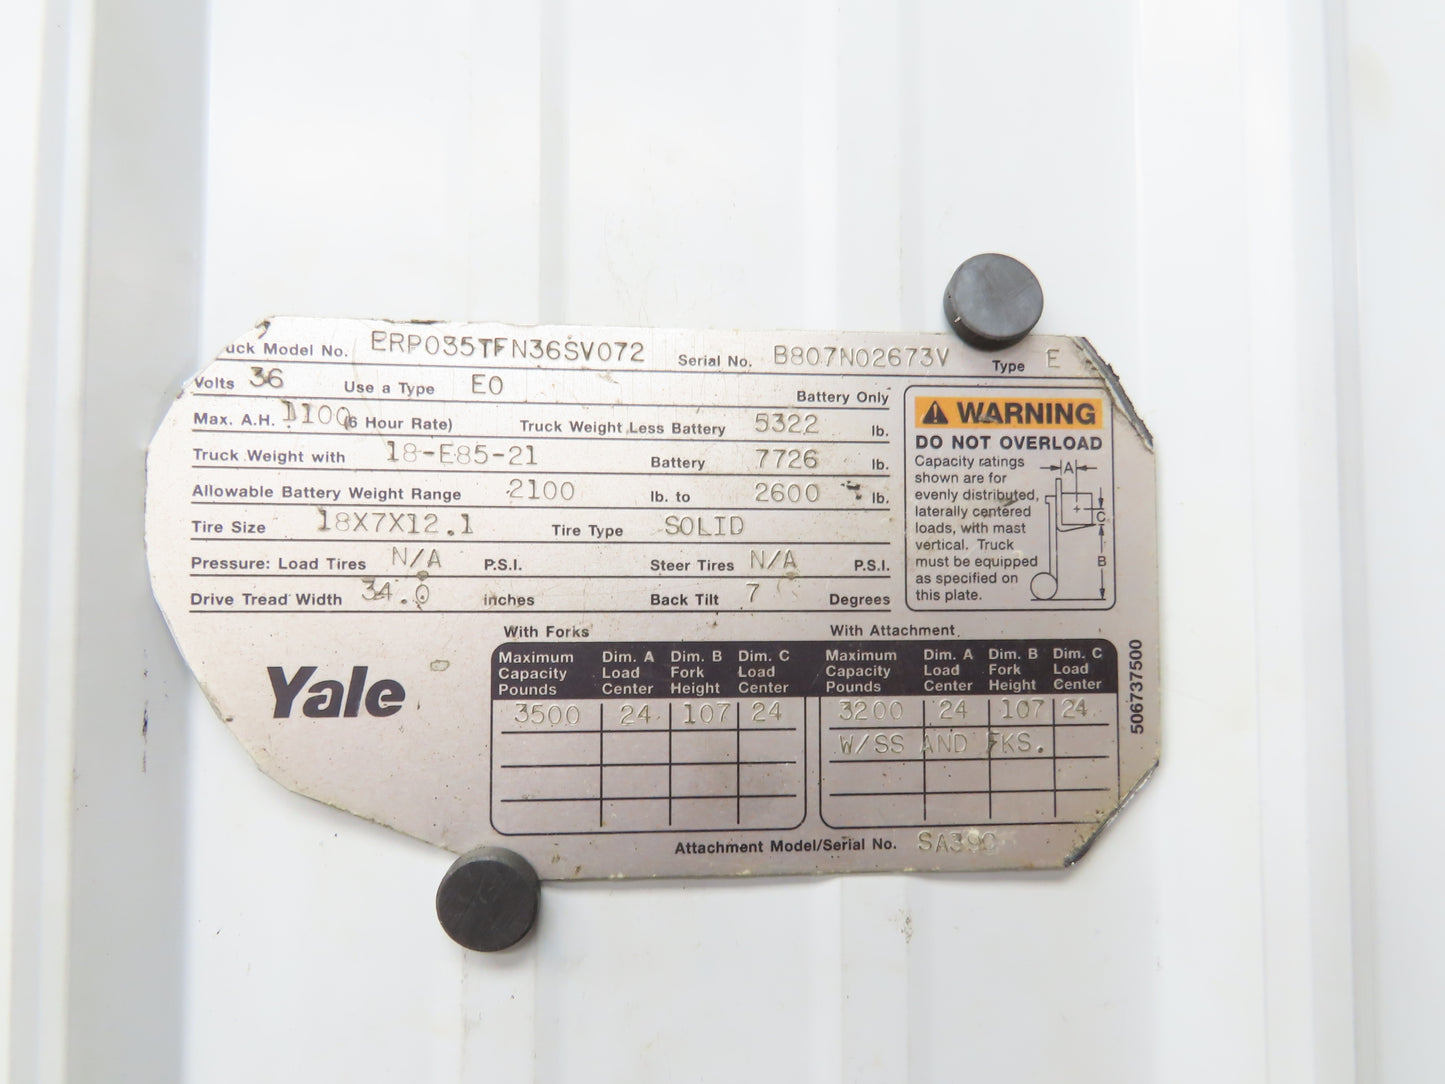 uck Model No. ERP035TFN36SV072 Serial No. B807N02673V Type E
Volts 36 Use a Type EO Battery Only
Max. A.H. 1100 (6 Hour Rate) Truck Weight Less Battery 5322 lb.
Truck Weight with 18-E85-21 Battery 7726 lb.
Allowable Battery Weight Range 2100 lb. to 2600 lb.
Tire Size 18X7X12.1 Tire Type SOLID
Pressure: Load Tires N/A P.S.I. Steer Tires N/A P.S.I.
Drive Tread Width 34.0 inches Back Tilt 7 Degrees
WARNING
DO NOT OVERLOAD
Capacity ratings
shown are for
evenly distributed,
laterally centered
loads, with mast
vertical. Truck
must be equipped
as specified on
this plate.
A
C
B
Yale
With Forks
Maximum Dim. A Dim. B Dim. C
Capacity Load Fork Load
Pounds Center Height Center
3500 24 107 24
With Attachment
Maximum Dim. A Dim. B Dim. C
Capacity Load Fork Load
Pounds Center Height Center
3200 24 107 24
W/SS AND FKS.
Attachment Model/Serial No. SA390
506737500